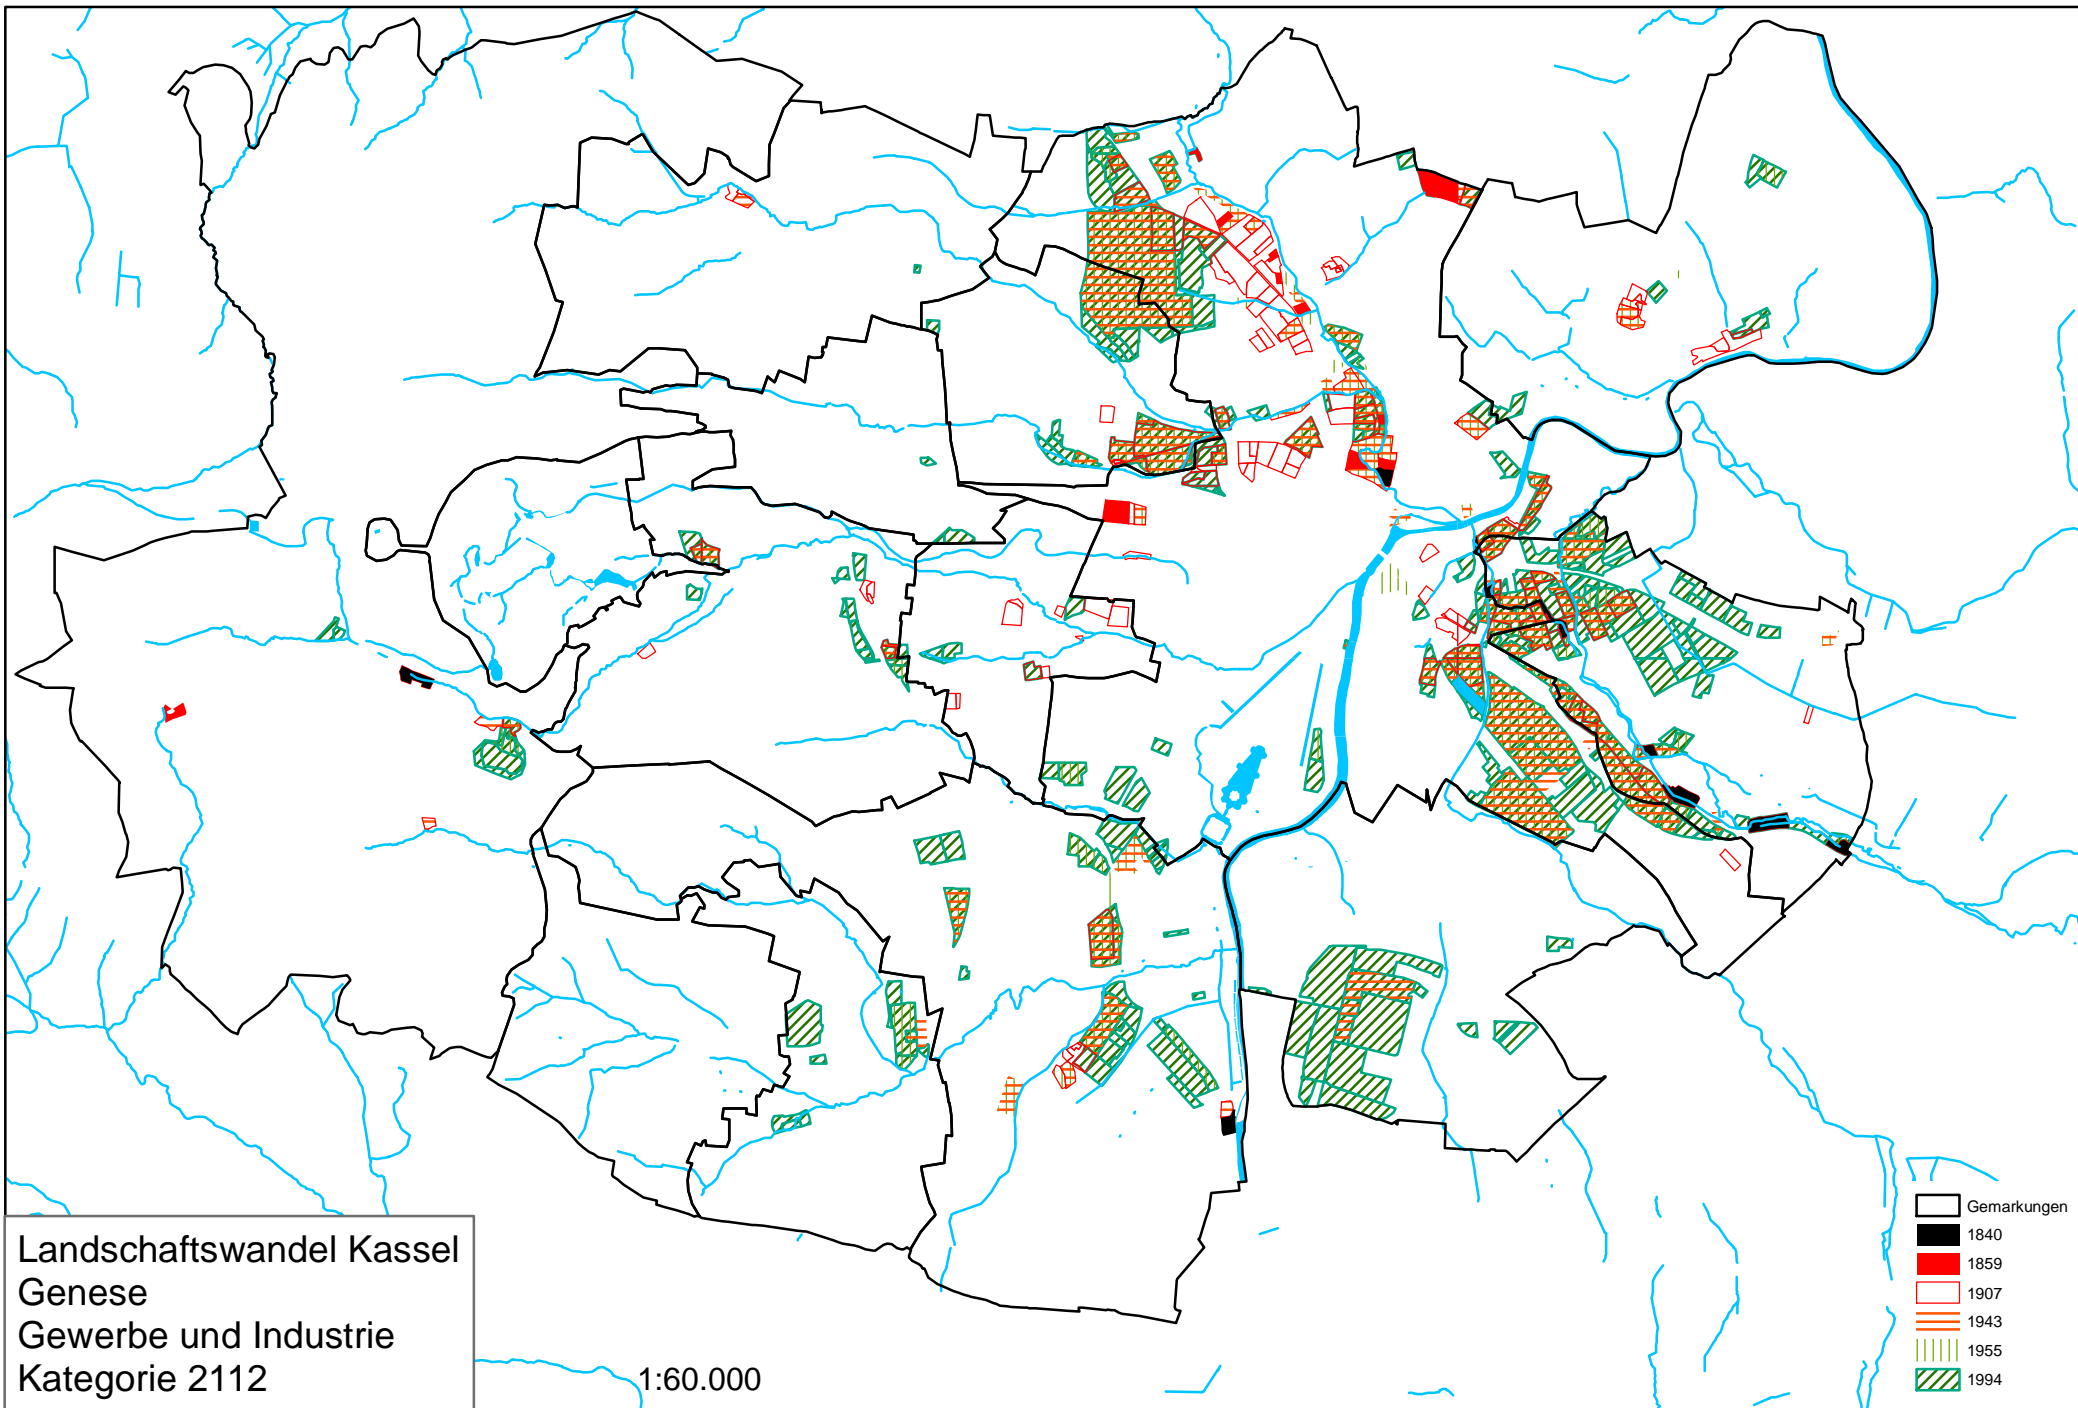 Landschaftswandel Kassel
Genese
Gewerbe und Industrie
Kategorie 2112
1:60.000
Gemarkungen
1840
1859
1907
1943
1955
1994